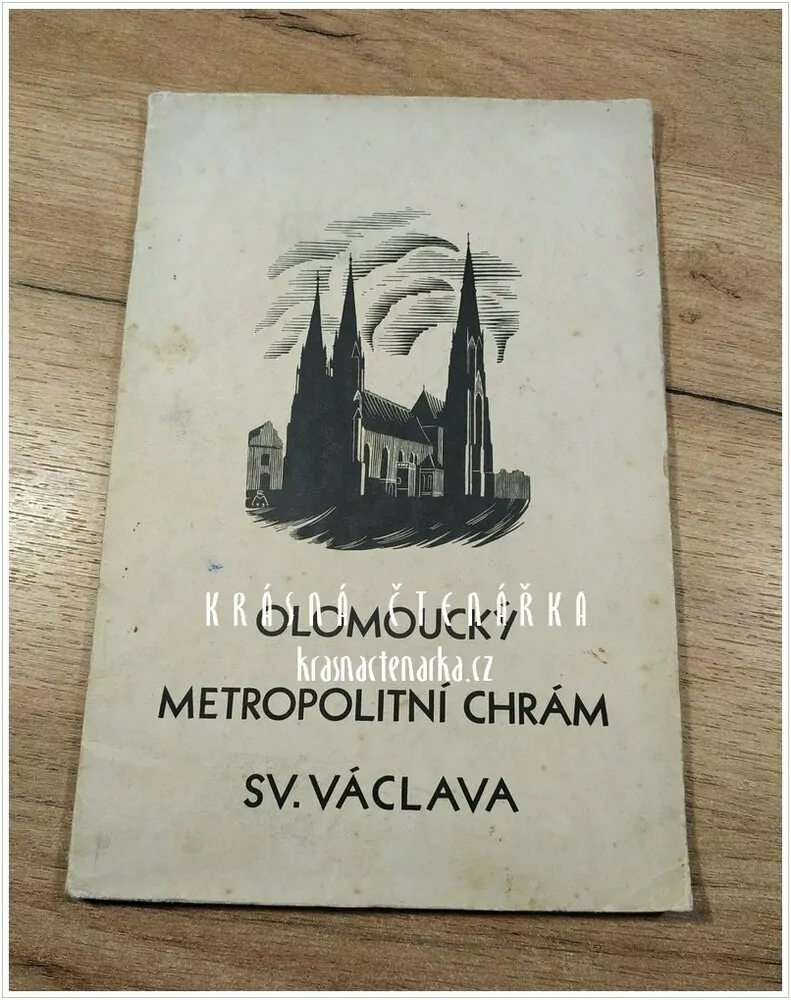 KRÁSNÁ ČTENÁŘKA
OLOMOUCKÝ
krasnactenarka.cz
METROPOLITNÍ CHRÁM
SV. VÁCLAVA